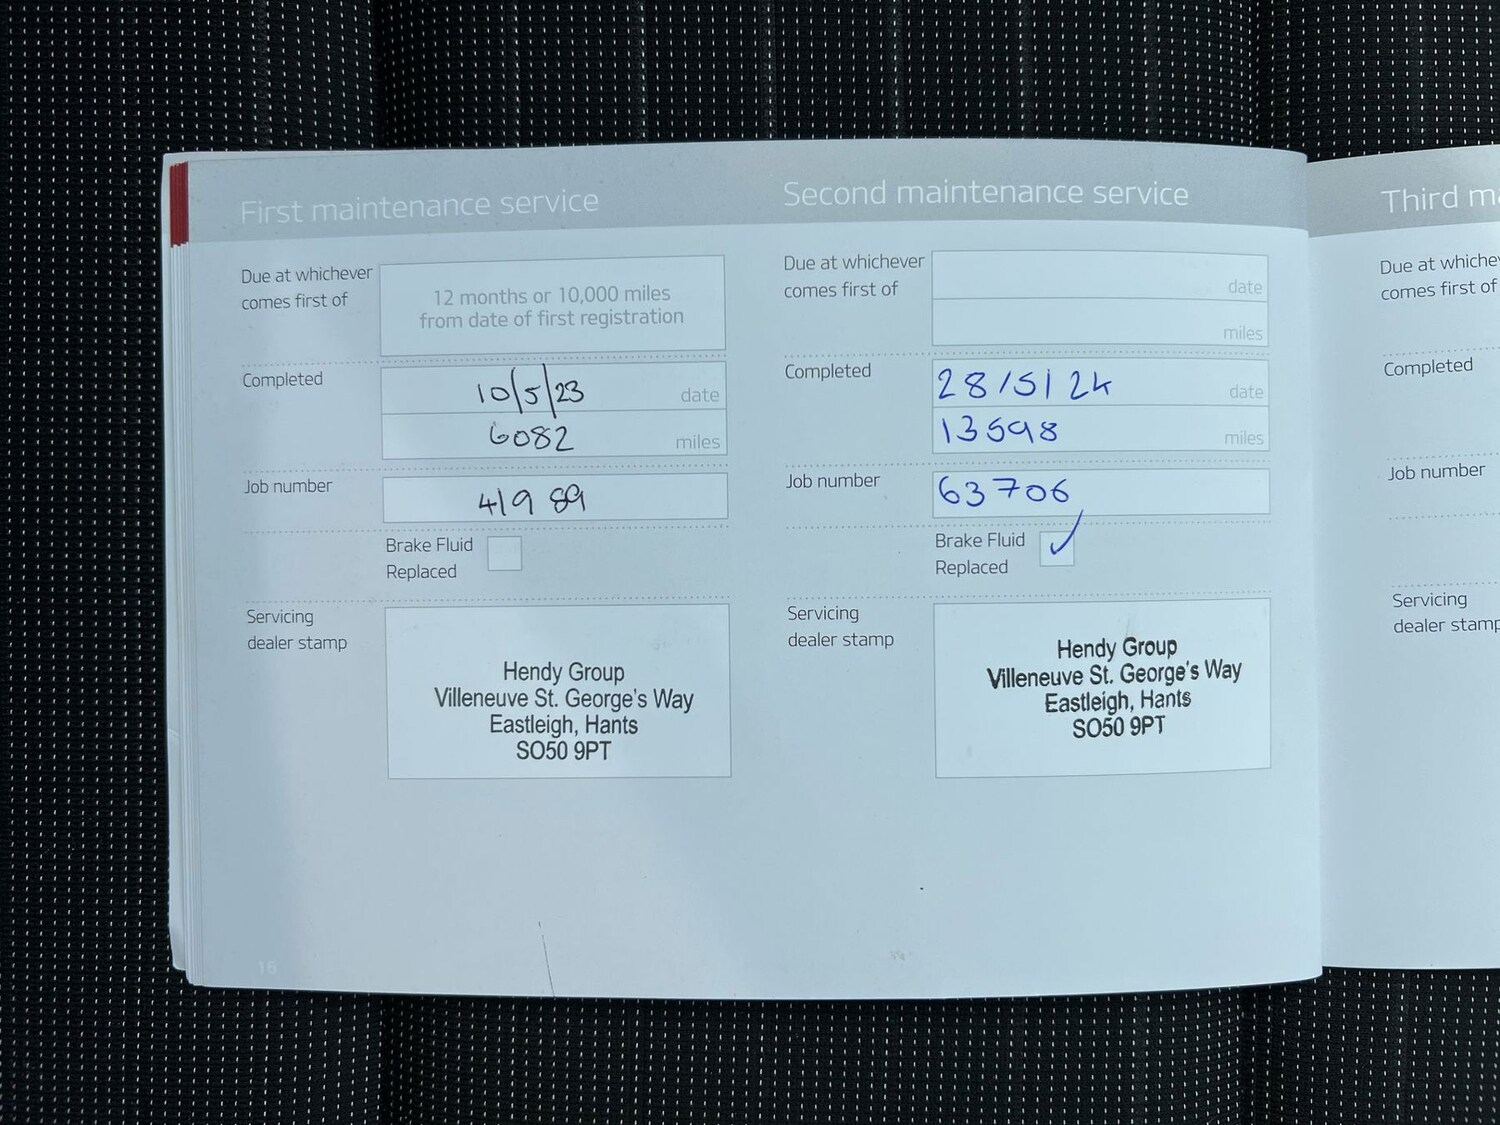 First maintenance service
Due at whichever
comes first of
12 months or 10,000 miles
from date of first registration
Completed
10/5/23 date
6082 miles
Job number
41989
Brake Fluid
Replaced
Servicing
dealer stamp
Hendy Group
Villeneuve St. George's Way
Eastleigh, Hants
SO50 9PT
16
Second maintenance service
Due at whichever
comes first of
date
miles
Completed
28/5/24 date
13598 miles
Job number
63706
Brake Fluid
Replaced ✓
Servicing
dealer stamp
Hendy Group
Villeneuve St. George's Way
Eastleigh, Hants
SO50 9PT
Third
Due at
comes first of
Completed
Job number
Servicing
dealer